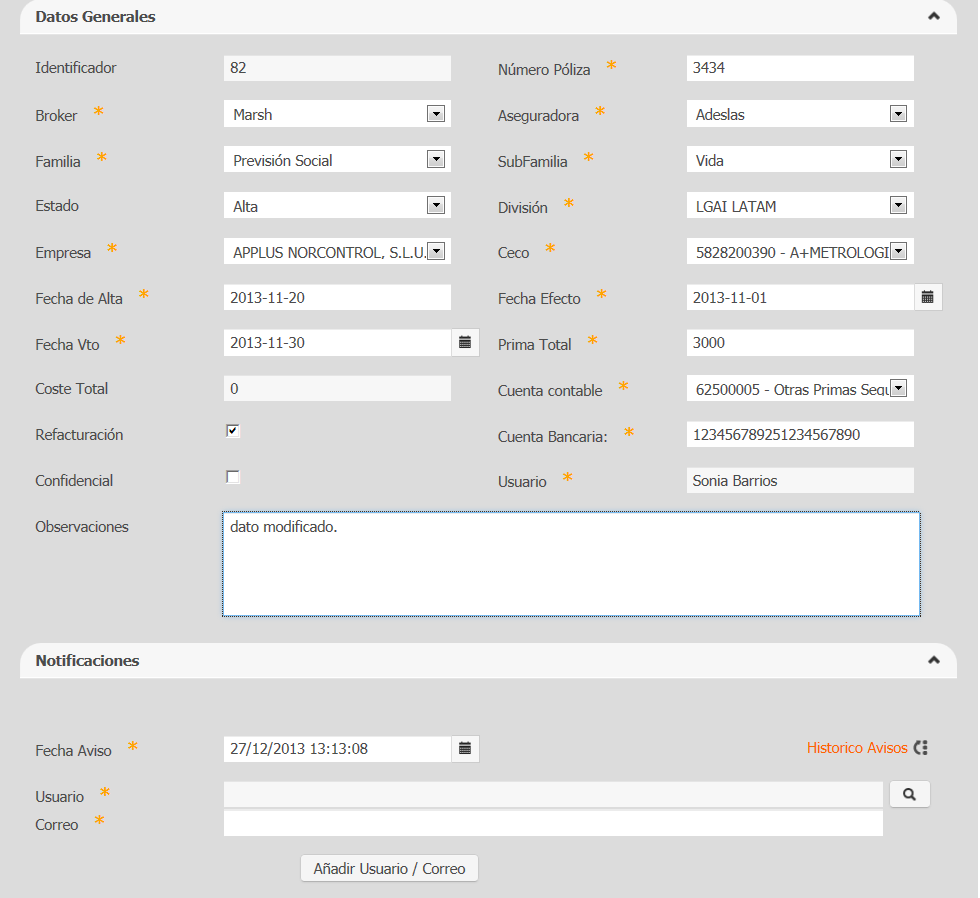 Datos Generales
Identificador 82 Número Póliza * 3434
Broker * Marsh Aseguradora * Adeslas
Familia * Previsión Social SubFamilia * Vida
Estado Alta División * LGAI LATAM
Empresa * APPLUS NORCONTROL, S.L.U. Ceco * 5828200390 - A+METROLOGI
Fecha de Alta * 2013-11-20 Fecha Efecto * 2013-11-01
Fecha Vto * 2013-11-30 Prima Total * 3000
Coste Total 0 Cuenta contable * 62500005 - Otras Primas Segu
Refacturación Cuenta Bancaria: * 123456789251234567890
Confidencial Usuario * Sonia Barrios
Observaciones dato modificado.
Notificaciones
Fecha Aviso * 27/12/2013 13:13:08 Historico Avisos
Usuario *
Correo *
Añadir Usuario / Correo